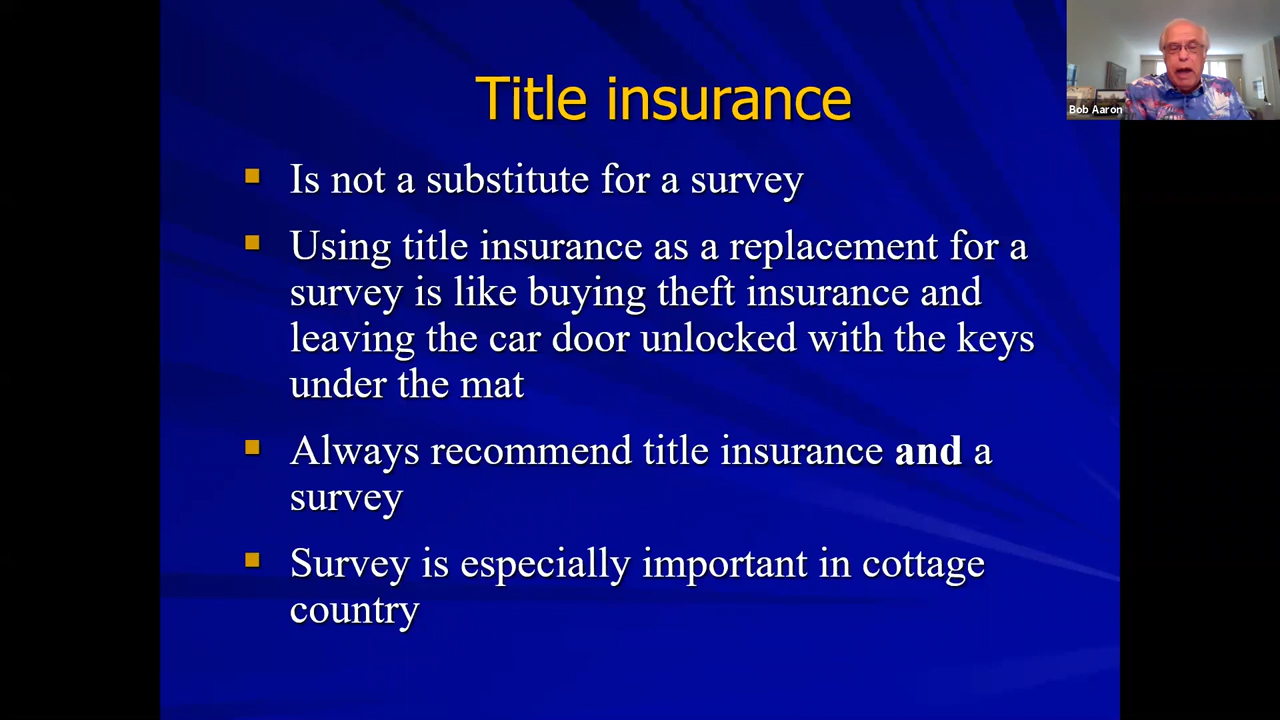 Title insurance
Bob Aaron
Is not a substitute for a survey
Using title insurance as a replacement for a
survey is like buying theft insurance and
leaving the car door unlocked with the keys
under the mat
Always recommend title insurance and a
survey
Survey is especially important in cottage
country